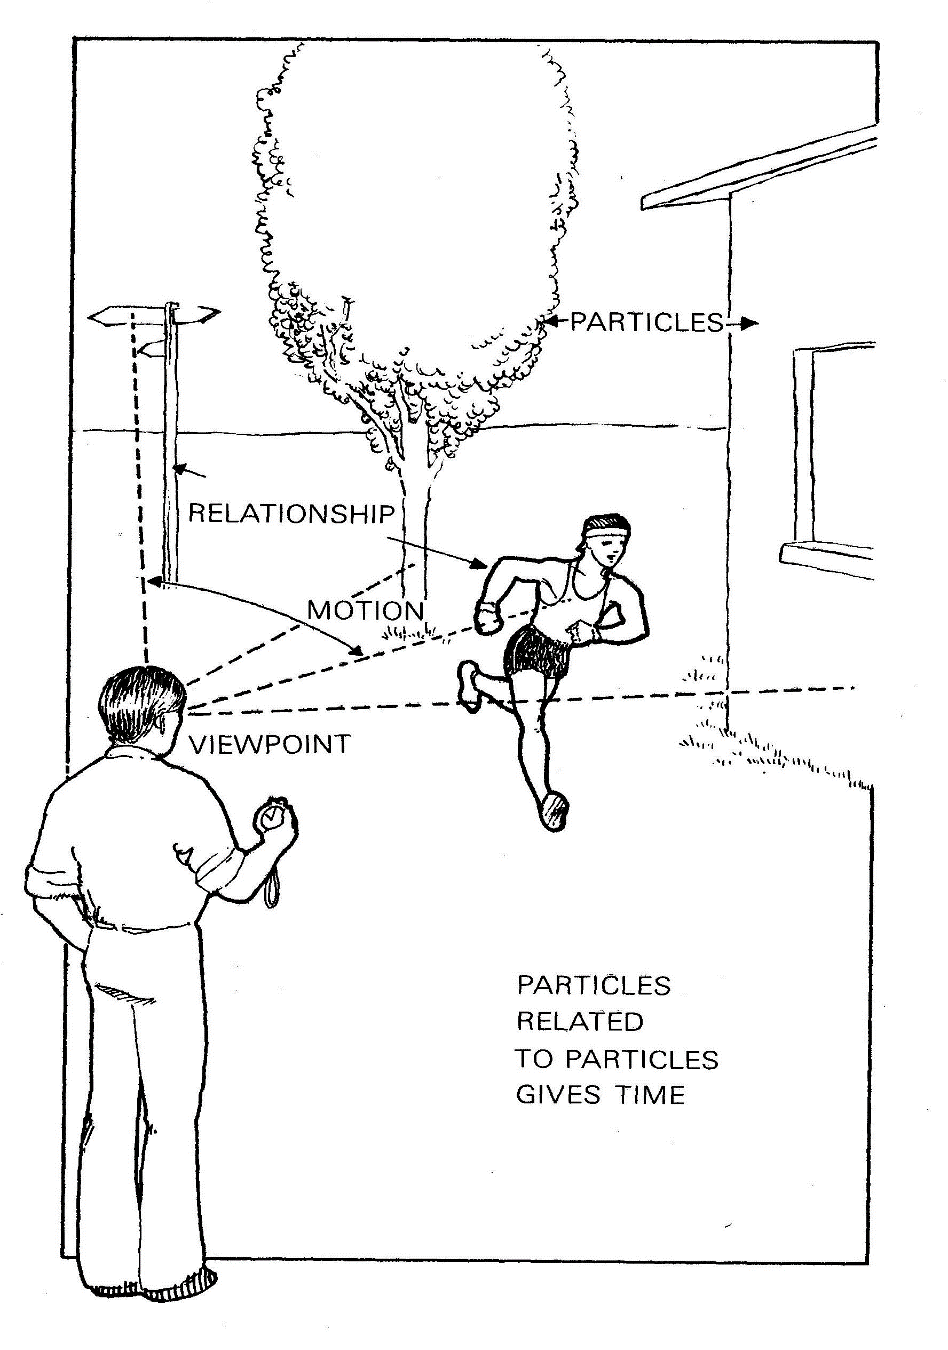 PARTICLES
RELATIONSHIP
MOTION
VIEWPOINT
PARTICLES
RELATED
TO PARTICLES
GIVES TIME